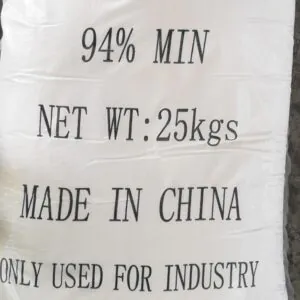 94% MIN
NET WT:25kgs
MADE IN CHINA
ONLY USED FOR INDUSTRY